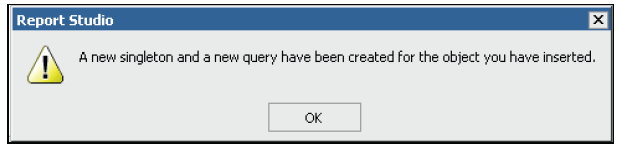 Report Studio
A new singleton and a new query have been created for the object you have inserted.
OK